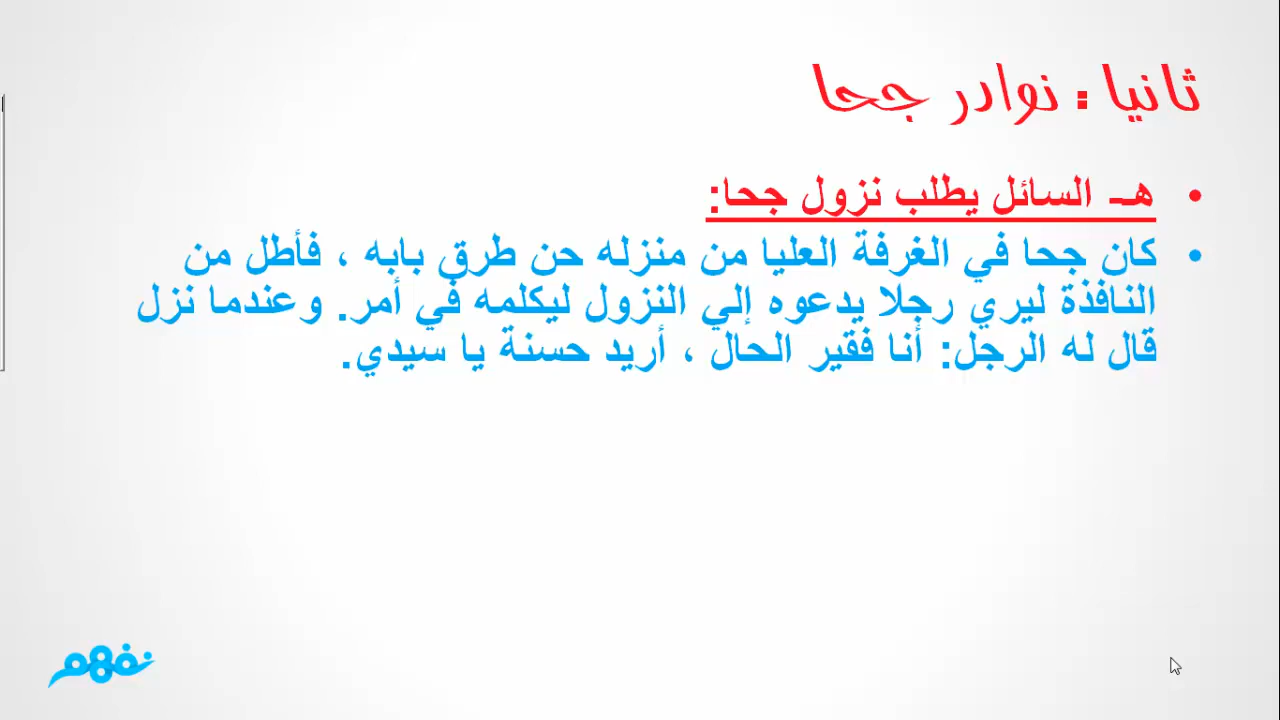 ثانيا : نوادر جحا
• هـ- السائل يطلب نزول جحا:
• كان جحا في الغرفة العليا من منزله حن طرق بابه ، فأطل من
النافذة ليري رجلا يدعوه إلي النزول ليكلمه في أمر. وعندما نزل
قال له الرجل: أنا فقير الحال ، أريد حسنة يا سيدي.
نفهم